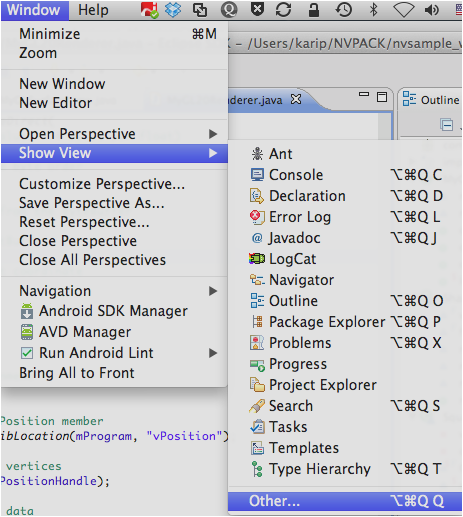 Window Help
K – /Users/karip/NVPACK/nvsample_w
Minimize ⌘M
Zoom
New Window
New Editor
nderer.java
Outline
Open Perspective
Show View
Customize Perspective...
Save Perspective As...
Reset Perspective...
Close Perspective
Close All Perspectives
Navigation
Android SDK Manager
AVD Manager
Run Android Lint
Bring All to Front
Ant
Console ⌥⌘Q C
Declaration ⌥⌘Q D
Error Log ⌥⌘Q L
@ Javadoc ⌥⌘Q J
LogCat
Navigator
Outline ⌥⌘Q O
Package Explorer ⌥⌘Q P
Problems ⌥⌘Q X
Progress
Project Explorer
Search ⌥⌘Q S
Tasks
Templates
Type Hierarchy ⌥⌘Q T
Other... ⌥⌘Q Q
Position member
ibLocation(mProgram, "vPosition")
vertices
PositionHandle);
data